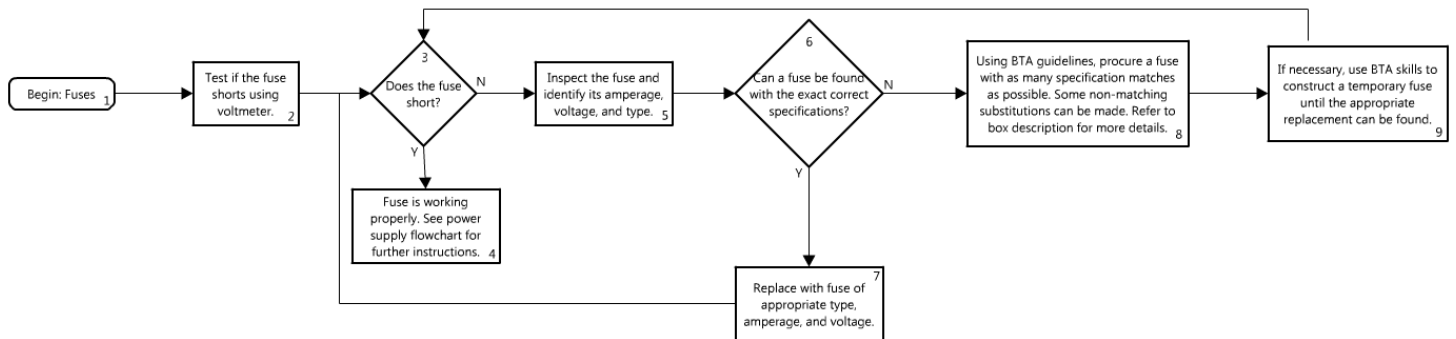 Begin: Fuses
1
Test if the fuse
shorts using
voltmeter.
2
3
Does the fuse
short?
N
Y
Fuse is working
properly. See power
supply flowchart for
further instructions.
4
Inspect the fuse and
identify its amperage,
voltage, and type.
5
6
Can a fuse be found
with the exact correct
specifications?
N
Y
7
Replace with fuse of
appropriate type,
amperage, and voltage.
Using BTA guidelines, procure a fuse
with as many specification matches
as possible. Some non-matching
substitutions can be made. Refer to
box description for more details.
8
If necessary, use BTA skills to
construct a temporary fuse
until the appropriate
replacement can be found.
9